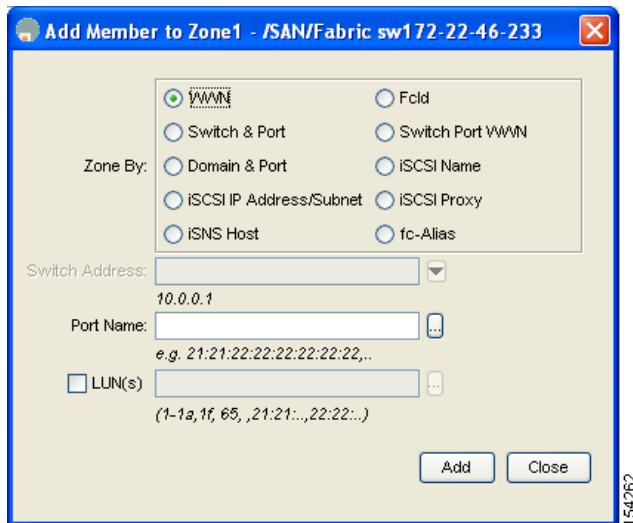 Add Member to Zone1 - /SAN/Fabric sw172-22-46-233
Zone By:
WWN
FcId
Switch & Port
Switch Port WWN
Domain & Port
iSCSI Name
iSCSI IP Address/Subnet
iSCSI Proxy
iSNS Host
fc-Alias
Switch Address:
10.0.0.1
Port Name:
...
e.g. 21:21:22:22:22:22:22:22,..
LUN(s)
...
(1-1a,1f, 65, ,21:21:..,22:22:..)
Add
Close
154262